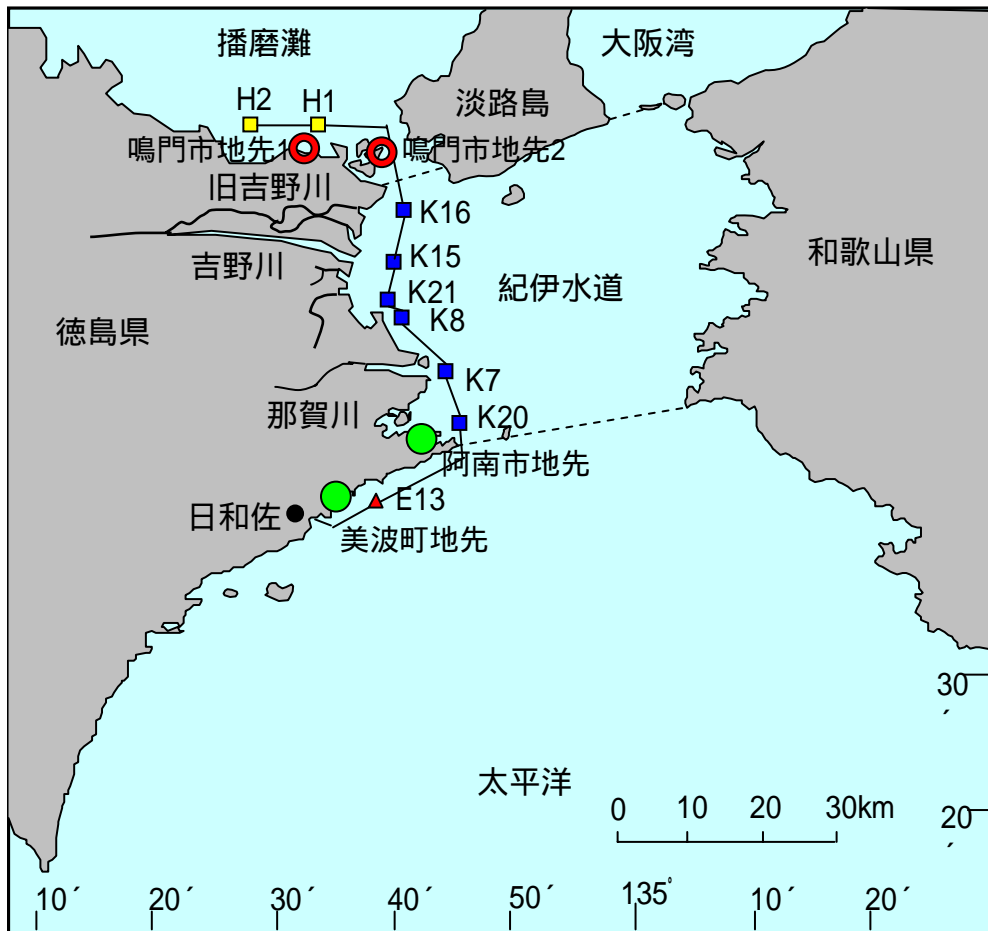 播磨灘
大阪湾
淡路島
H2
H1
鳴門市地先1
鳴門市地先2
旧吉野川
K16
吉野川
K15
和歌山県
K21
紀伊水道
K8
徳島県
K7
那賀川
K20
阿南市地先
日和佐
E13
美波町地先
30
´
太平洋
0 10 20 30km
20
´
10´ 20´ 30´ 40´ 50´ 135° 10´ 20´